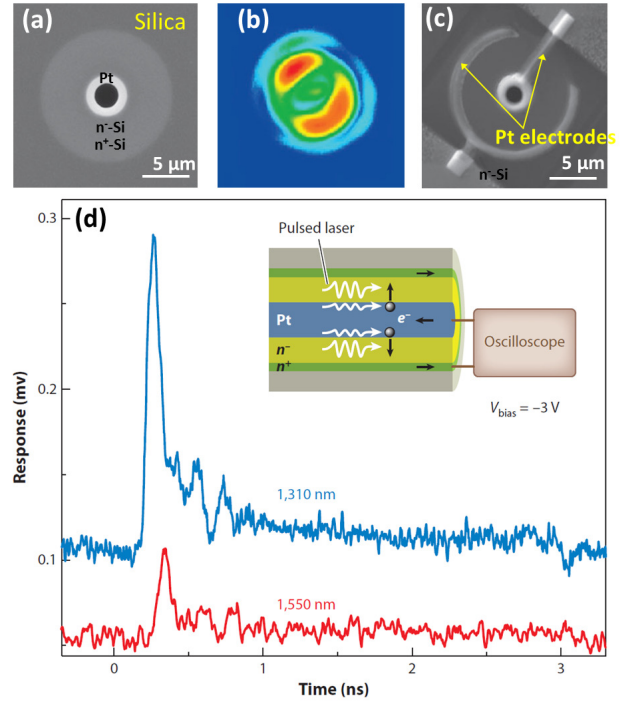 (a)
Silica
Pt
n⁻-Si
n⁺-Si
5 µm
(b)
(c)
Pt electrodes
n⁻-Si
5 µm
(d)
0.3
0.2
0.1
Response (mv)
Pulsed laser
Pt
e⁻
n⁻
n⁺
Oscilloscope
V_bias = −3 V
1,310 nm
1,550 nm
0
1
2
3
Time (ns)